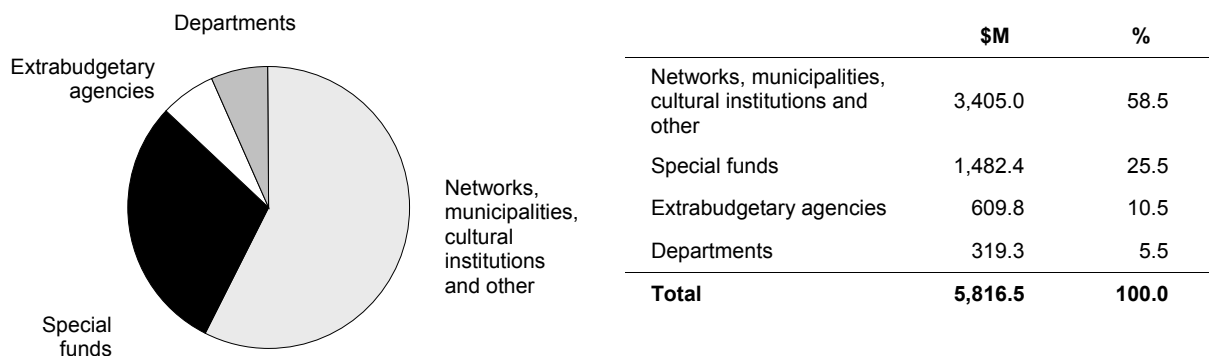 Departments
Extrabudgetary
agencies
Networks,
municipalities,
cultural
institutions
and other
Special
funds
$M %
Networks, municipalities,
cultural institutions and
other 3,405.0 58.5
Special funds 1,482.4 25.5
Extrabudgetary agencies 609.8 10.5
Departments 319.3 5.5
Total 5,816.5 100.0